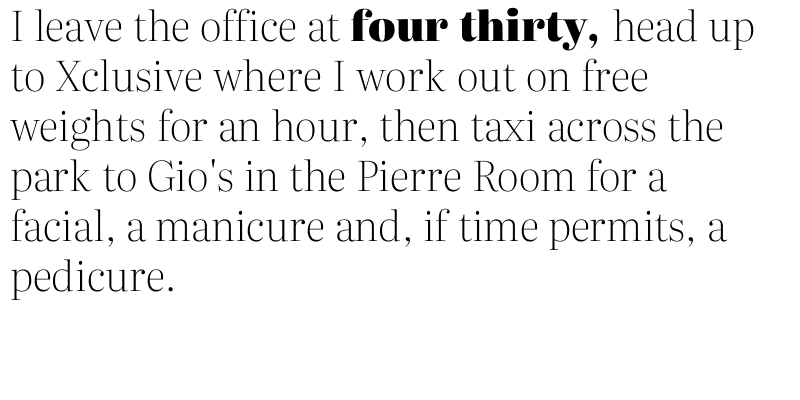 I leave the office at four thirty, head up
to Xclusive where I work out on free
weights for an hour, then taxi across the
park to Gio's in the Pierre Room for a
facial, a manicure and, if time permits, a
pedicure.